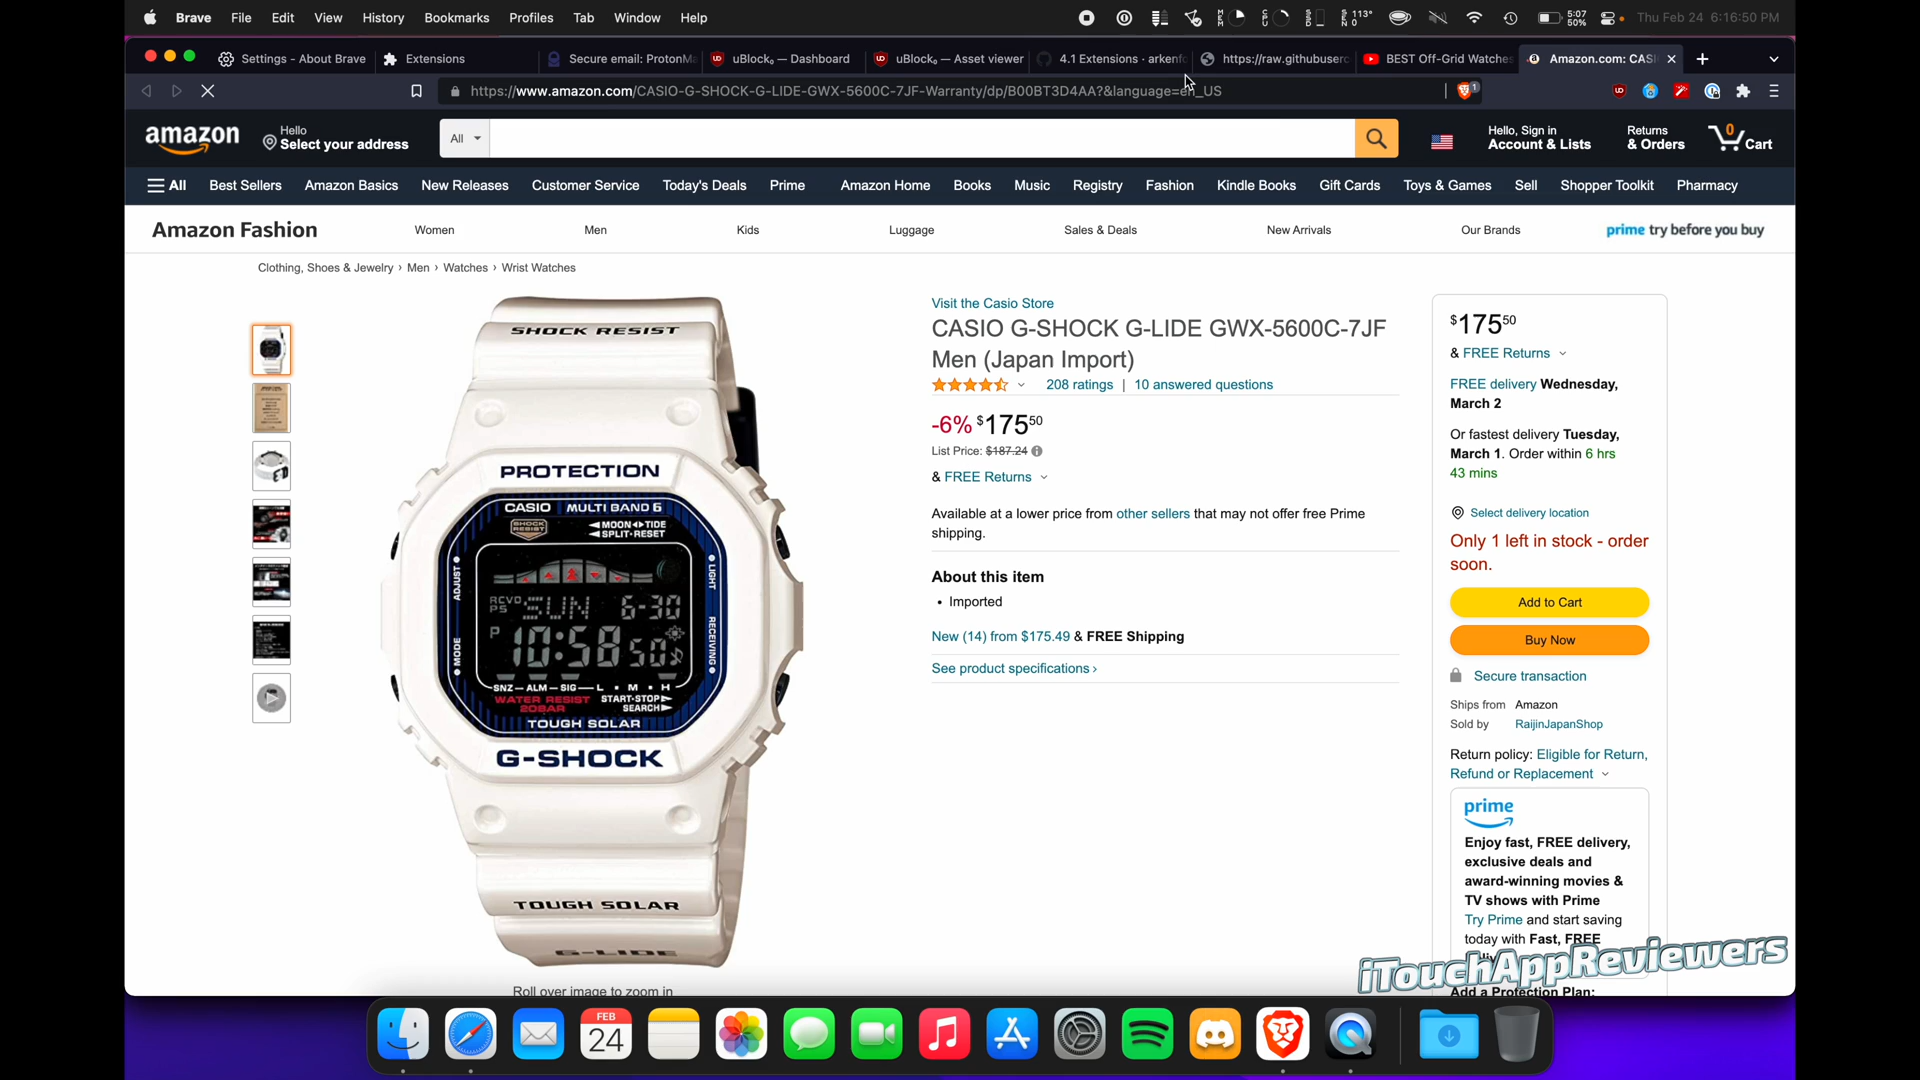 Brave File Edit View History Bookmarks Profiles Tab Window Help
113° 5:07 50% Thu Feb 24 6:16:50 PM
Settings - About Brave
Extensions
Secure email: ProtonMa
uBlock₀ — Dashboard
uBlock₀ — Asset viewer
4.1 Extensions · arkenfo
https://raw.githubuserc
BEST Off-Grid Watches
Amazon.com: CASI
https://www.amazon.com/CASIO-G-SHOCK-G-LIDE-GWX-5600C-7JF-Warranty/dp/B00BT3D4AA?&language=en_US
amazon
Hello
Select your address
All
Hello, Sign in
Account & Lists
Returns
& Orders
0
Cart
All Best Sellers Amazon Basics New Releases Customer Service Today's Deals Prime Amazon Home Books Music Registry Fashion Kindle Books Gift Cards Toys & Games Sell Shopper Toolkit Pharmacy
Amazon Fashion Women Men Kids Luggage Sales & Deals New Arrivals Our Brands prime try before you buy
Clothing, Shoes & Jewelry › Men › Watches › Wrist Watches
SHOCK RESIST
PROTECTION
CASIO MULTI BAND 6
SHOCK RESIST
MOON TIDE
SPLIT·RESET
ADJUST
LIGHT
MODE
RECEIVING
RCVD
PS
SUN 6-30
P 10:58 50
SNZ — ALM — SIG — L • M • H
WATER RESIST
20BAR
START·STOP
SEARCH
TOUGH SOLAR
G-SHOCK
TOUGH SOLAR
G-LIDE
Roll over image to zoom in
Visit the Casio Store
CASIO G-SHOCK G-LIDE GWX-5600C-7JF
Men (Japan Import)
208 ratings | 10 answered questions
-6% $175⁵⁰
List Price: $187.24
& FREE Returns
Available at a lower price from other sellers that may not offer free Prime
shipping.
About this item
• Imported
New (14) from $175.49 & FREE Shipping
See product specifications ›
$175⁵⁰
& FREE Returns
FREE delivery Wednesday,
March 2
Or fastest delivery Tuesday,
March 1. Order within 6 hrs
43 mins
Select delivery location
Only 1 left in stock - order
soon.
Add to Cart
Buy Now
Secure transaction
Ships from Amazon
Sold by RaijinJapanShop
Return policy: Eligible for Return,
Refund or Replacement
prime
Enjoy fast, FREE delivery,
exclusive deals and
award-winning movies &
TV shows with Prime
Try Prime and start saving
today with Fast, FREE
iTouchAppReviewers
Add a Protection Plan:
FEB
24